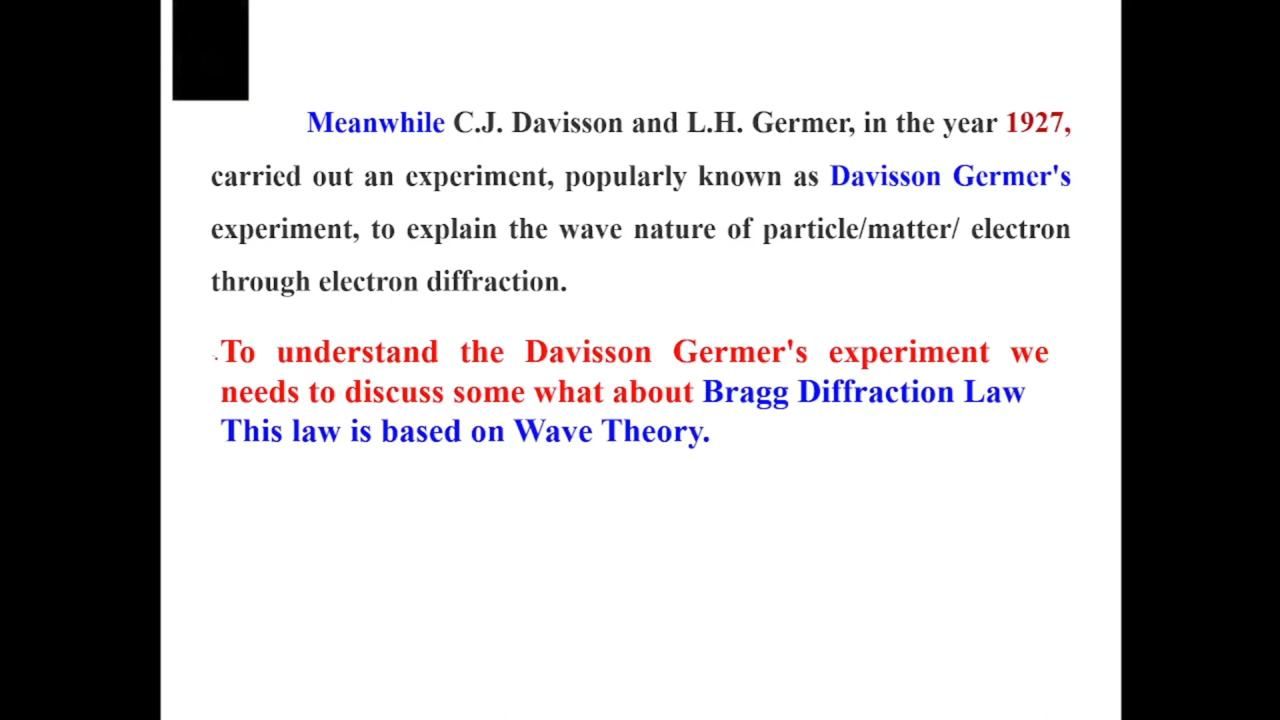 Meanwhile C.J. Davisson and L.H. Germer, in the year 1927,
carried out an experiment, popularly known as Davisson Germer's
experiment, to explain the wave nature of particle/matter/ electron
through electron diffraction.
To understand the Davisson Germer's experiment we
needs to discuss some what about Bragg Diffraction Law
This law is based on Wave Theory.